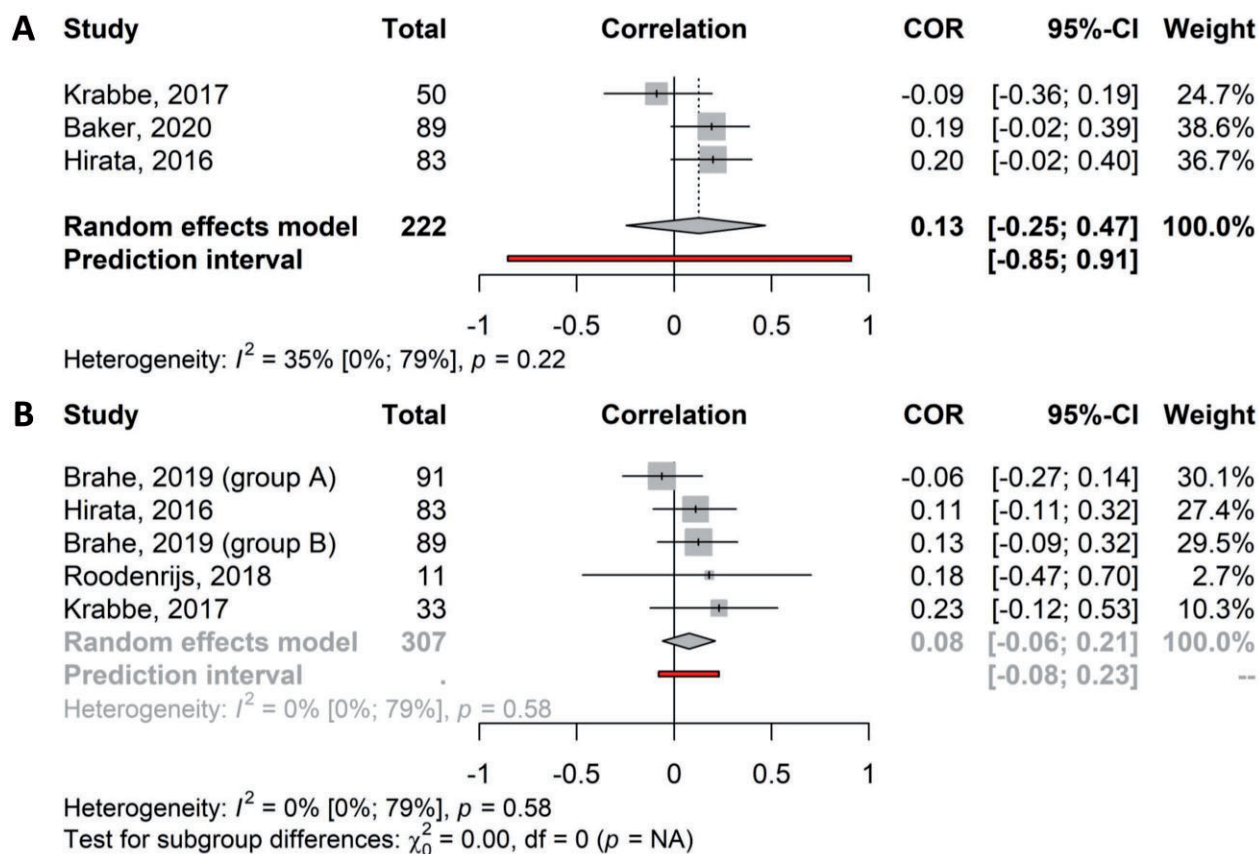 A Study Total Correlation COR 95%-CI Weight
Krabbe, 2017 50 -0.09 [-0.36; 0.19] 24.7%
Baker, 2020 89 0.19 [-0.02; 0.39] 38.6%
Hirata, 2016 83 0.20 [-0.02; 0.40] 36.7%
Random effects model 222 0.13 [-0.25; 0.47] 100.0%
Prediction interval [-0.85; 0.91]
-1 -0.5 0 0.5 1
Heterogeneity: I² = 35% [0%; 79%], p = 0.22
B Study Total Correlation COR 95%-CI Weight
Brahe, 2019 (group A) 91 -0.06 [-0.27; 0.14] 30.1%
Hirata, 2016 83 0.11 [-0.11; 0.32] 27.4%
Brahe, 2019 (group B) 89 0.13 [-0.09; 0.32] 29.5%
Roodenrijs, 2018 11 0.18 [-0.47; 0.70] 2.7%
Krabbe, 2017 33 0.23 [-0.12; 0.53] 10.3%
Random effects model 307 0.08 [-0.06; 0.21] 100.0%
Prediction interval . [-0.08; 0.23] --
Heterogeneity: I² = 0% [0%; 79%], p = 0.58
-1 -0.5 0 0.5 1
Heterogeneity: I² = 0% [0%; 79%], p = 0.58
Test for subgroup differences: χ²₀ = 0.00, df = 0 (p = NA)